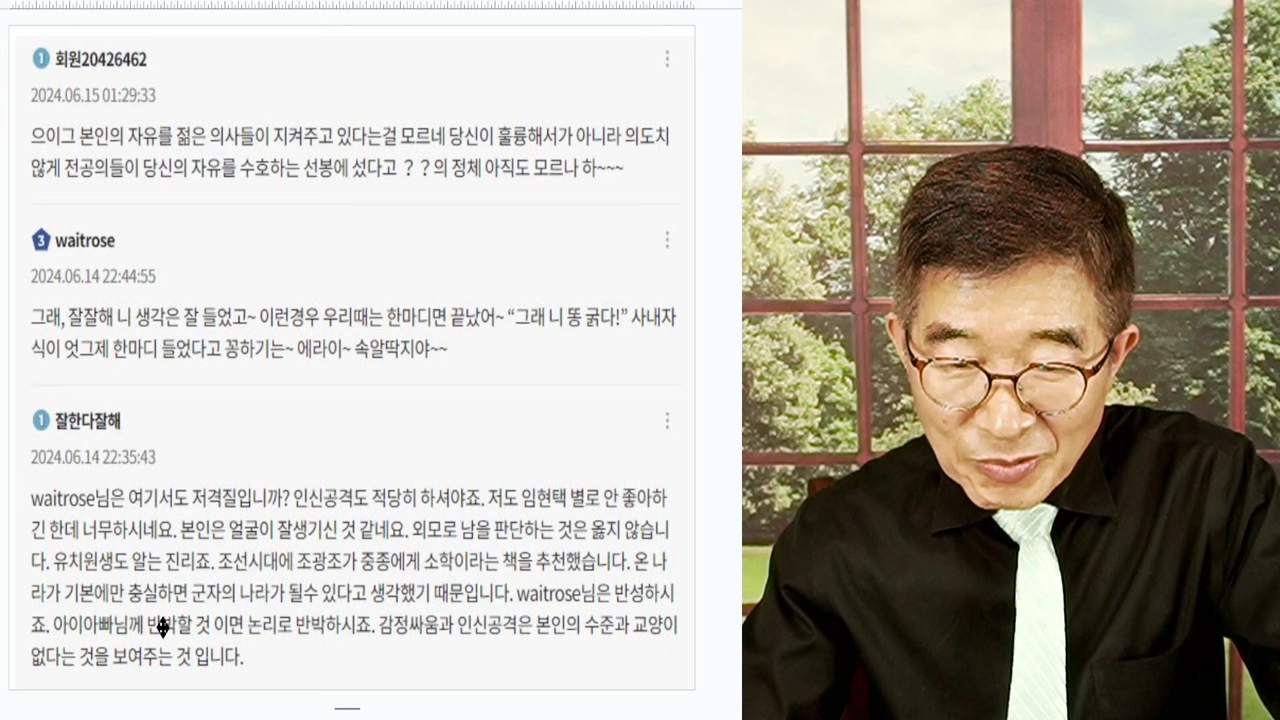 1 회원20426462
2024.06.15 01:29:33
으이그 본인의 자유를 젊은 의사들이 지켜주고 있다는걸 모르네 당신이 훌륭해서가 아니라 의도치
않게 전공의들이 당신의 자유를 수호하는 선봉에 섰다고 ? ?의 정체 아직도 모르나 하~~~
3 waitrose
2024.06.14 22:44:55
그래, 잘잘해 니 생각은 잘 들었고~ 이런경우 우리때는 한마디면 끝났어~ “그래 니 똥 굵다!” 사내자
식이 엇그제 한마디 들었다고 꽁하기는~ 에라이~ 속알딱지야~~
1 잘한다잘해
2024.06.14 22:35:43
waitrose님은 여기서도 저격질입니까? 인신공격도 적당히 하셔야죠. 저도 임현택 별로 안 좋아하
긴 한데 너무하시네요. 본인은 얼굴이 잘생기신 것 같네요. 외모로 남을 판단하는 것은 옳지 않습니
다. 유치원생도 알는 진리죠. 조선시대에 조광조가 중종에게 소학이라는 책을 추천했습니다. 온 나
라가 기본에만 충실하면 군자의 나라가 될수 있다고 생각했기 때문입니다. waitrose님은 반성하시
죠. 아이아빠님께 반박할 것 이면 논리로 반박하시죠. 감정싸움과 인신공격은 본인의 수준과 교양이
없다는 것을 보여주는 것 입니다.